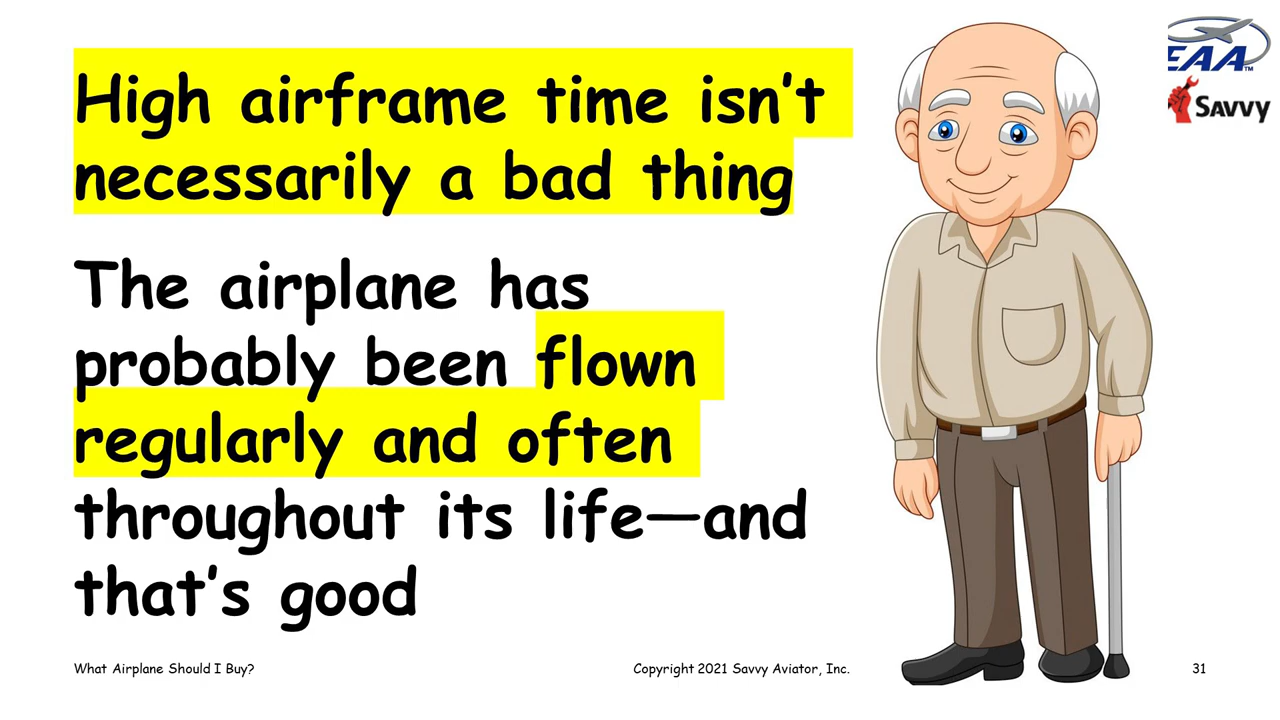 High airframe time isn't
necessarily a bad thing
The airplane has
probably been flown
regularly and often
throughout its life—and
that's good
EAA™
Savvy
What Airplane Should I Buy?
Copyright 2021 Savvy Aviator, Inc.
31